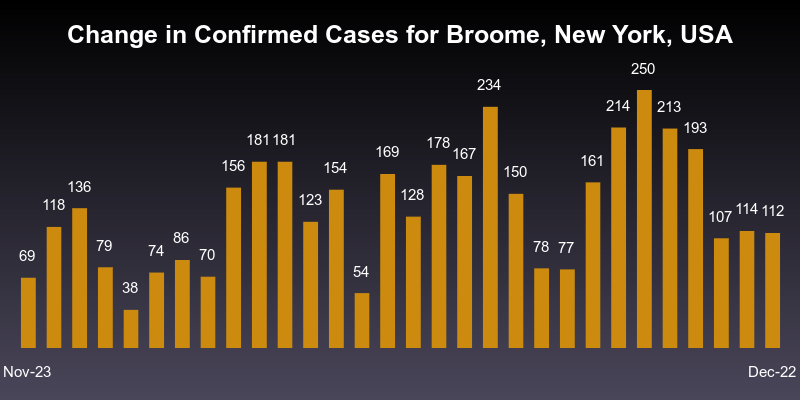 Change in Confirmed Cases for Broome, New York, USA
69 118 136 79 38 74 86 70 156 181 181 123 154 54 169 128 178 167 234 150 78 77 161 214 250 213 193 107 114 112
Nov-23 Dec-22